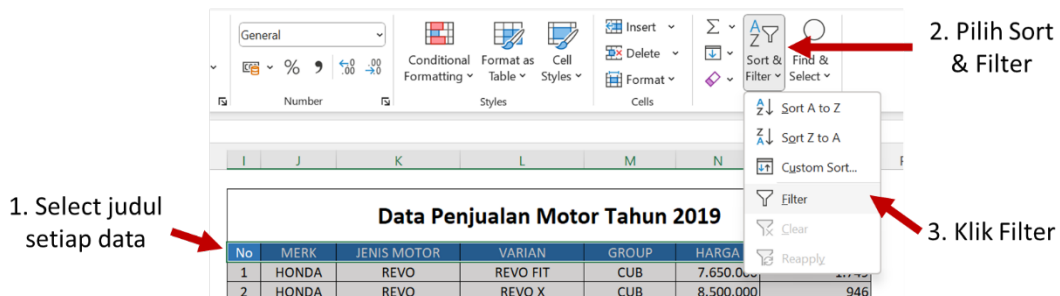 General
Insert
Delete
Format
Conditional Formatting
Format as Table
Cell Styles
Sort & Filter
Find & Select
Number
Styles
Cells
2. Pilih Sort
& Filter
Sort A to Z
Sort Z to A
Custom Sort...
Filter
Clear
Reapply
3. Klik Filter
1. Select judul
setiap data
I J K L M N
Data Penjualan Motor Tahun 2019
No MERK JENIS MOTOR VARIAN GROUP HARGA
1 HONDA REVO REVO FIT CUB 7.650.000 1.749
2 HONDA REVO REVO X CUB 8.500.000 946